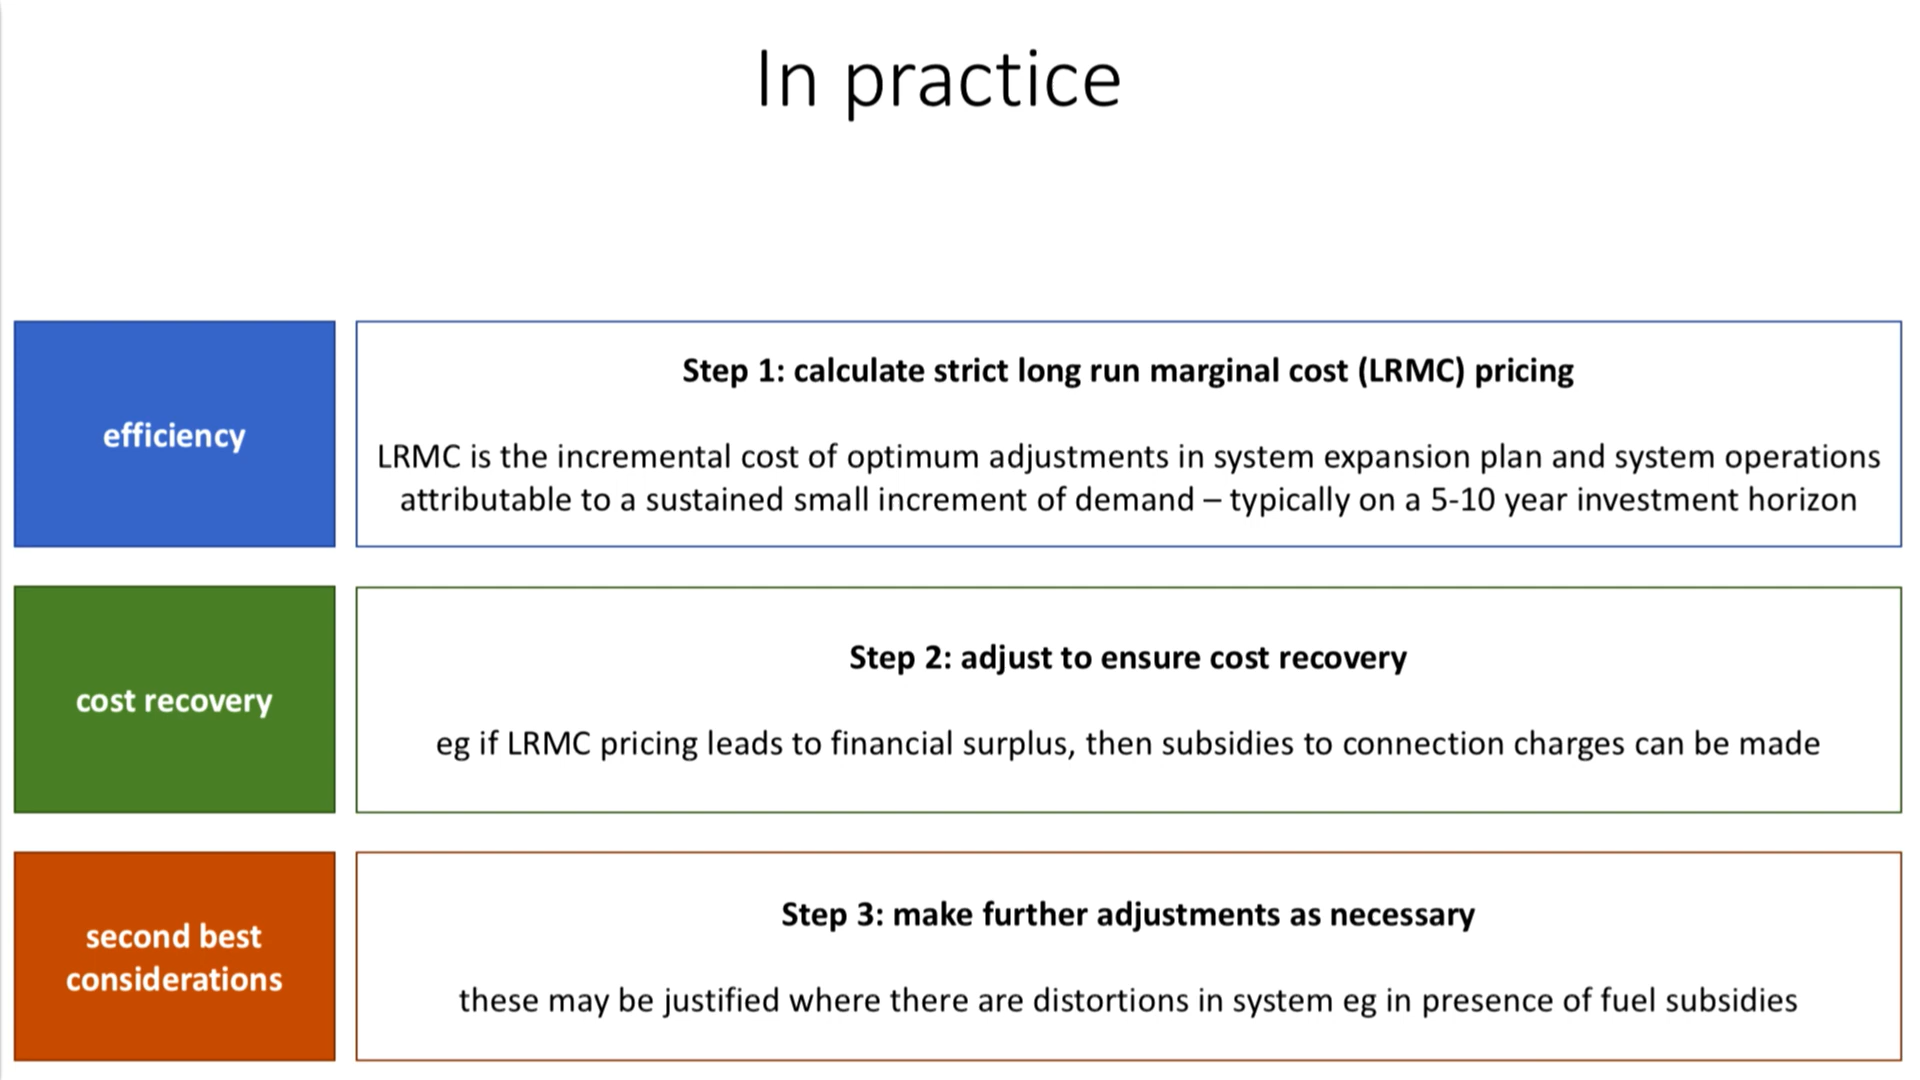 In practice
efficiency
Step 1: calculate strict long run marginal cost (LRMC) pricing
LRMC is the incremental cost of optimum adjustments in system expansion plan and system operations
attributable to a sustained small increment of demand – typically on a 5-10 year investment horizon
cost recovery
Step 2: adjust to ensure cost recovery
eg if LRMC pricing leads to financial surplus, then subsidies to connection charges can be made
second best
considerations
Step 3: make further adjustments as necessary
these may be justified where there are distortions in system eg in presence of fuel subsidies